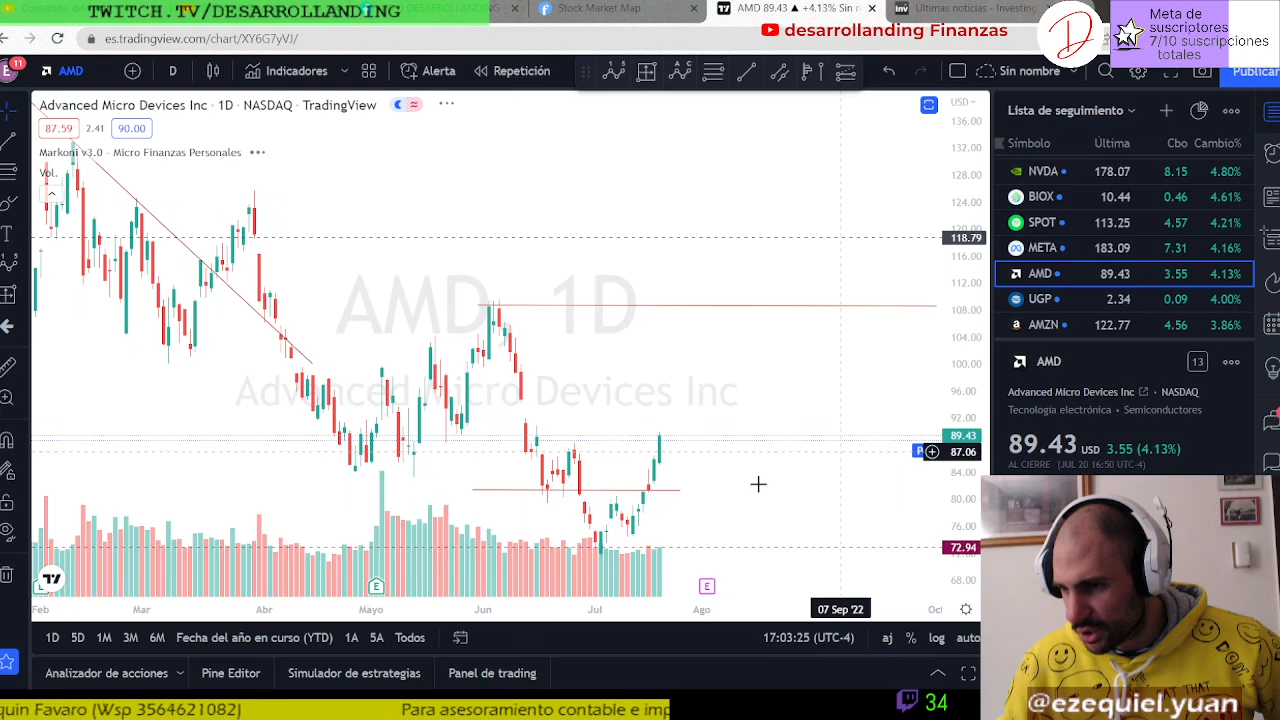 TWITCH.TV/DESARROLLANDING
Stock Market Map
AMD 89.43 ▲ +4.13% Sin n
Últimas noticias - Investing
desarrollanding Finanzas
Meta de suscriptores
7/10 suscripciones totales
es.tradingview.com/chart/XY6G7yVJ/
E 11
AMD
D
Indicadores
Alerta
Repetición
Sin nombre
Publicar
Advanced Micro Devices Inc · 1D · NASDAQ · TradingView
USD
87.59 2.41 90.00
Markoni v3.0 - Micro Finanzas Personales
Vol.
AMD, 1D
Advanced Micro Devices Inc
136.00
132.00
128.00
124.00
120.00
118.79
116.00
112.00
108.00
104.00
100.00
96.00
92.00
89.43
87.06
84.00
80.00
76.00
72.94
68.00
E
E
Feb Mar Abr Mayo Jun Jul Ago 07 Sep '22 Oct
1D 5D 1M 3M 6M Fecha del año en curso (YTD) 1A 5A Todos
17:03:25 (UTC-4) aj % log auto
Analizador de acciones
Pine Editor
Simulador de estrategias
Panel de trading
Lista de seguimiento
Símbolo Última Cbo Cambio%
NVDA 178.07 8.15 4.80%
BIOX 10.44 0.46 4.61%
SPOT 113.25 4.57 4.21%
META 183.09 7.31 4.16%
AMD 89.43 3.55 4.13%
UGP 2.34 0.09 4.00%
AMZN 122.77 4.56 3.86%
AMD 13
Advanced Micro Devices Inc NASDAQ
Tecnología electrónica • Semiconductores
89.43 USD 3.55 (4.13%)
AL CIERRE (JUL 20 16:50 UTC-4)
@ezequiel.yuan
34
quin Favaro (Wsp 3564621082)
Para asesoramiento contable e imp